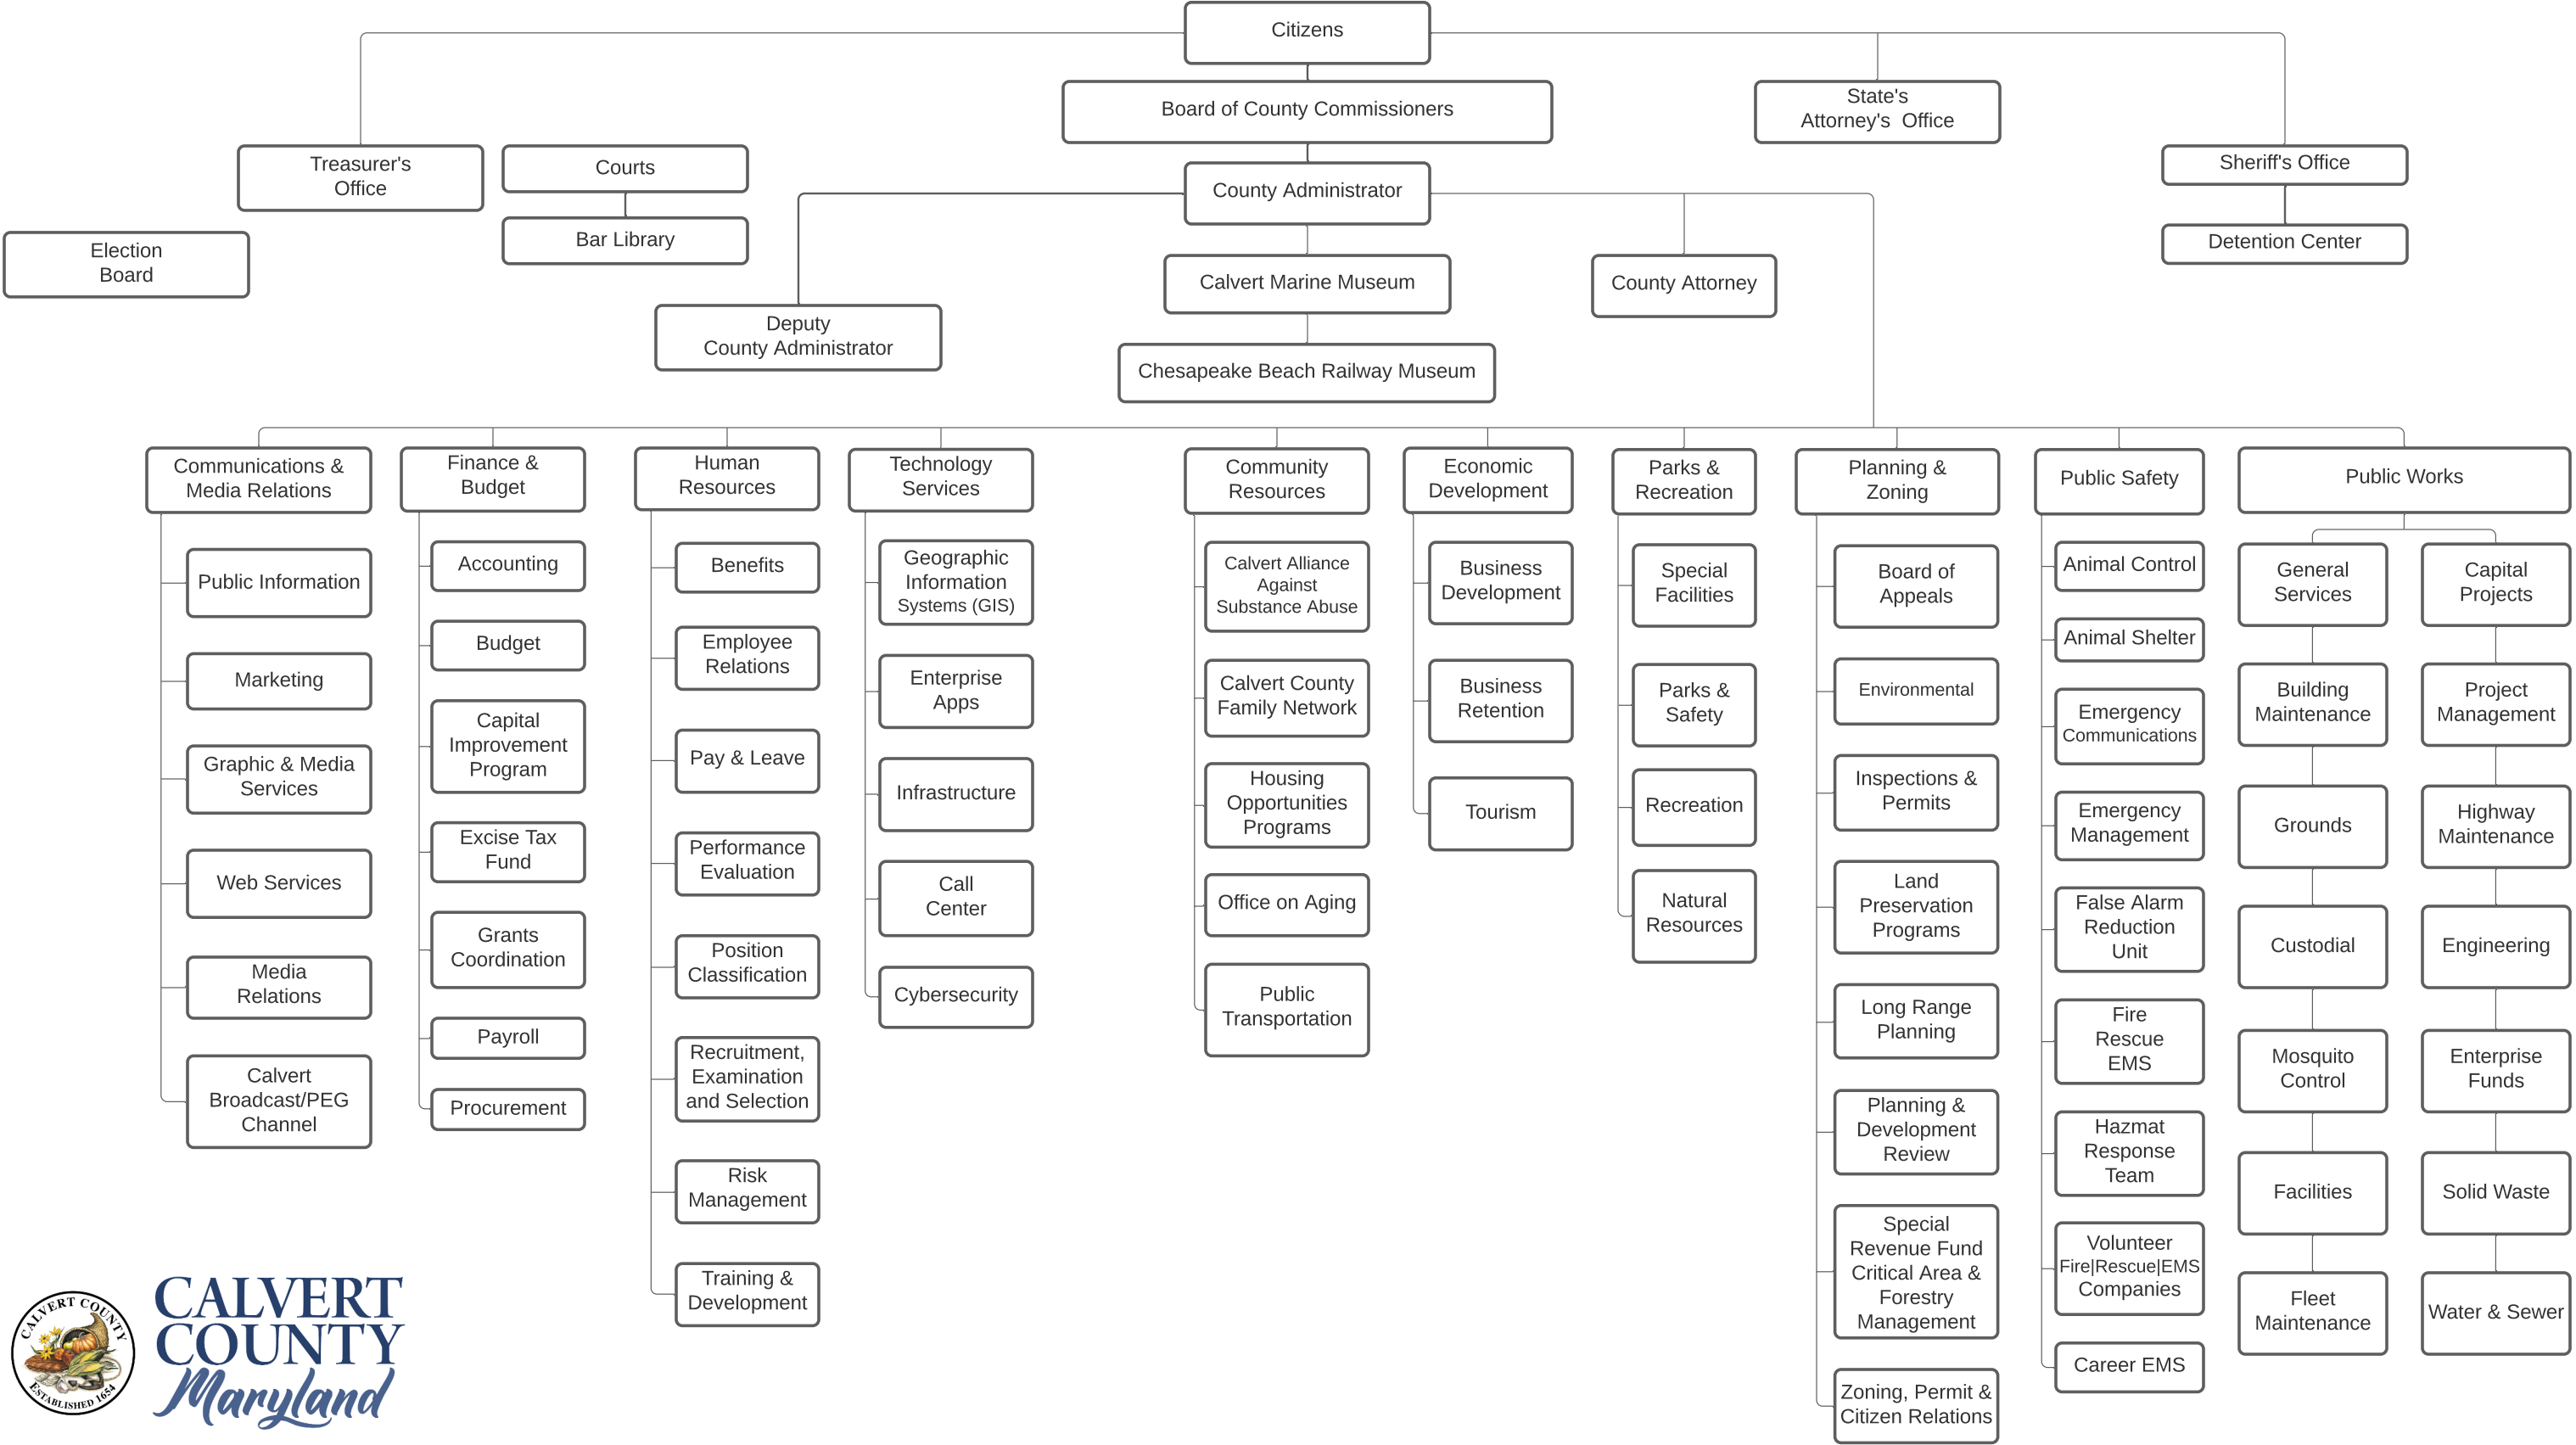 Citizens
Board of County Commissioners
State's
Attorney's Office
Treasurer's
Office
Courts
County Administrator
Sheriff's Office
Bar Library
Detention Center
Election
Board
Calvert Marine Museum
County Attorney
Deputy
County Administrator
Chesapeake Beach Railway Museum
Communications &
Media Relations
Public Information
Marketing
Graphic & Media
Services
Web Services
Media
Relations
Calvert
Broadcast/PEG
Channel
Finance &
Budget
Accounting
Budget
Capital
Improvement
Program
Excise Tax
Fund
Grants
Coordination
Payroll
Procurement
Human
Resources
Benefits
Employee
Relations
Pay & Leave
Performance
Evaluation
Position
Classification
Recruitment,
Examination
and Selection
Risk
Management
Training &
Development
Technology
Services
Geographic
Information
Systems (GIS)
Enterprise
Apps
Infrastructure
Call
Center
Cybersecurity
Community
Resources
Calvert Alliance
Against
Substance Abuse
Calvert County
Family Network
Housing
Opportunities
Programs
Office on Aging
Public
Transportation
Economic
Development
Business
Development
Business
Retention
Tourism
Parks &
Recreation
Special
Facilities
Parks &
Safety
Recreation
Natural
Resources
Planning &
Zoning
Board of
Appeals
Environmental
Inspections &
Permits
Land
Preservation
Programs
Long Range
Planning
Planning &
Development
Review
Special
Revenue Fund
Critical Area &
Forestry
Management
Zoning, Permit &
Citizen Relations
Public Safety
Animal Control
Animal Shelter
Emergency
Communications
Emergency
Management
False Alarm
Reduction
Unit
Fire
Rescue
EMS
Hazmat
Response
Team
Volunteer
Fire|Rescue|EMS
Companies
Career EMS
Public Works
General
Services
Building
Maintenance
Grounds
Custodial
Mosquito
Control
Facilities
Fleet
Maintenance
Capital
Projects
Project
Management
Highway
Maintenance
Engineering
Enterprise
Funds
Solid Waste
Water & Sewer
CALVERT COUNTY
ESTABLISHED 1654
CALVERT
COUNTY
Maryland